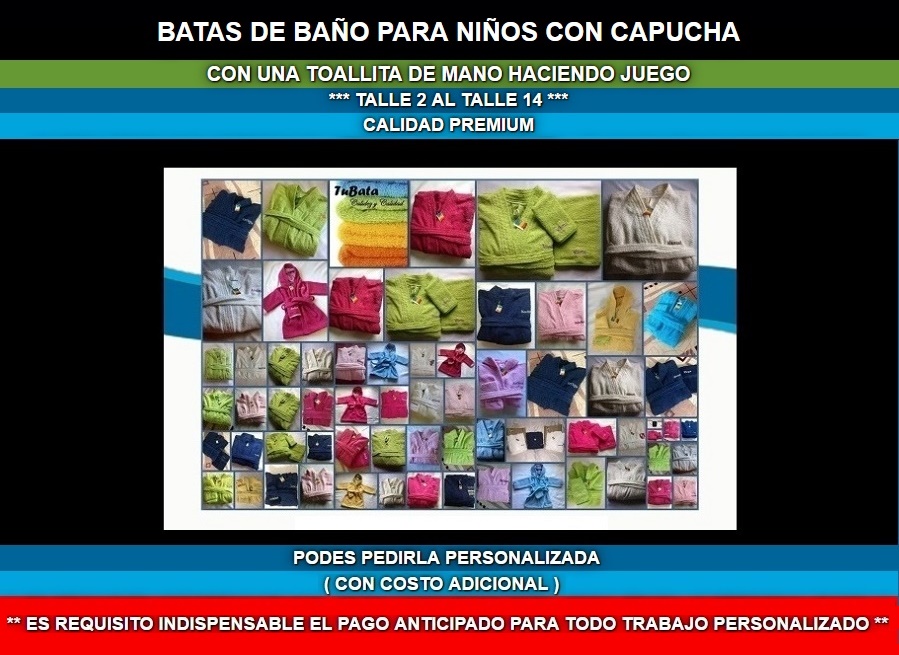 BATAS DE BAÑO PARA NIÑOS CON CAPUCHA
CON UNA TOALLITA DE MANO HACIENDO JUEGO
*** TALLE 2 AL TALLE 14 ***
CALIDAD PREMIUM
TuBata
Calidez y Calidad
PODES PEDIRLA PERSONALIZADA
( CON COSTO ADICIONAL )
** ES REQUISITO INDISPENSABLE EL PAGO ANTICIPADO PARA TODO TRABAJO PERSONALIZADO **